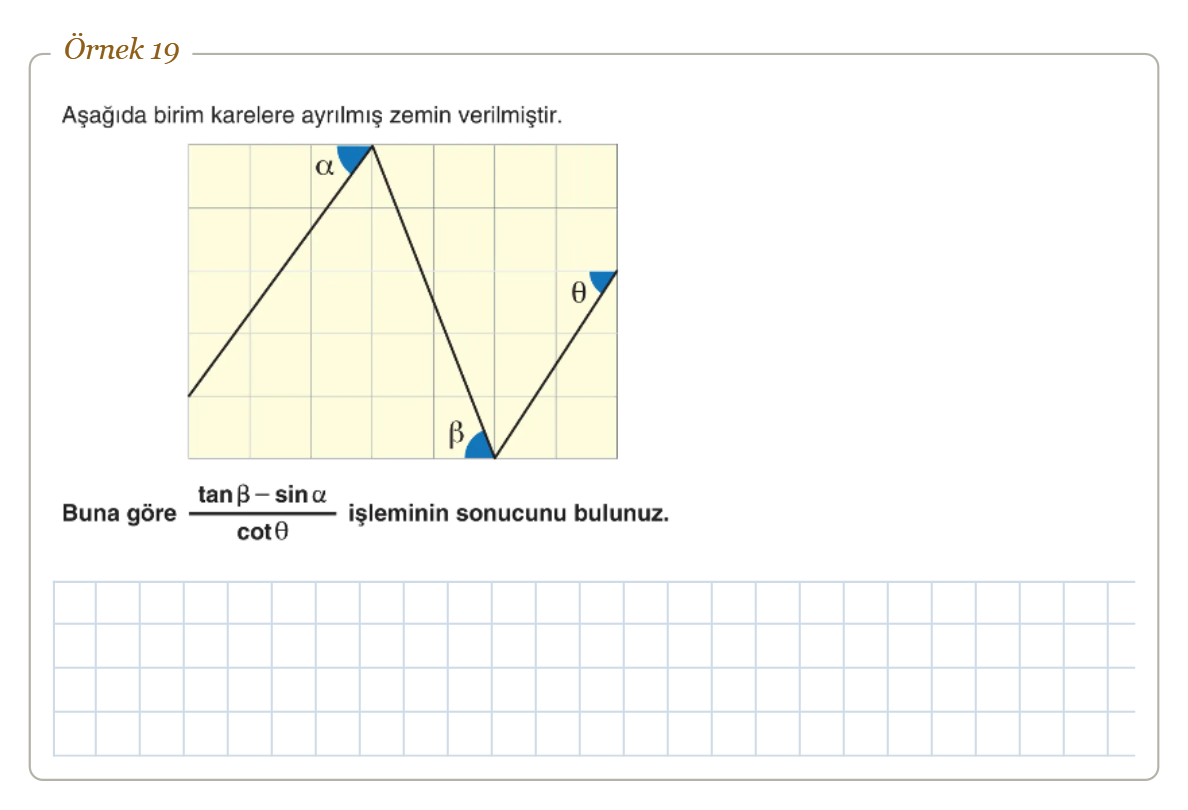 Örnek 19
Aşağıda birim karelere ayrılmış zemin verilmiştir.
α
θ
β
Buna göre (tan β – sin α) / (cot θ) işleminin sonucunu bulunuz.